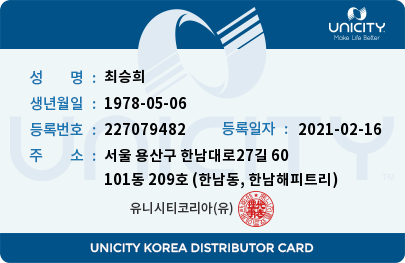 UNICITY
Make Life Better
성 명 : 최승희
생년월일 : 1978-05-06
등록번호 : 227079482 등록일자 : 2021-02-16
주 소 : 서울 용산구 한남대로27길 60
101동 209호 (한남동, 한남해피트리)
유니시티코리아(유)
UNICITY
UNICITY KOREA DISTRIBUTOR CARD